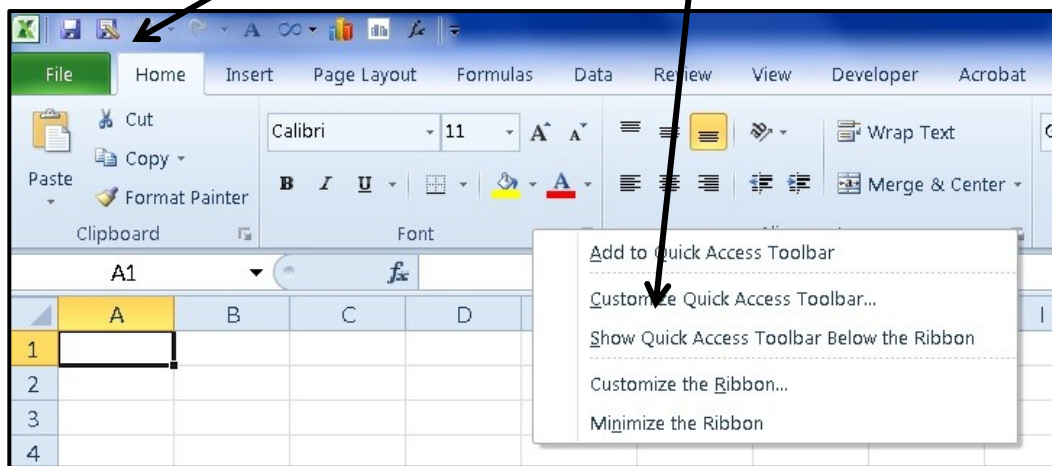 File Home Insert Page Layout Formulas Data Review View Developer Acrobat
Cut
Calibri 11 A A Wrap Text
Copy
Paste
B I U A Merge & Center
Format Painter
Clipboard Font
Add to Quick Access Toolbar
A1 fx
Customize Quick Access Toolbar...
A B C D I
Show Quick Access Toolbar Below the Ribbon
1
2
Customize the Ribbon...
3
Minimize the Ribbon
4